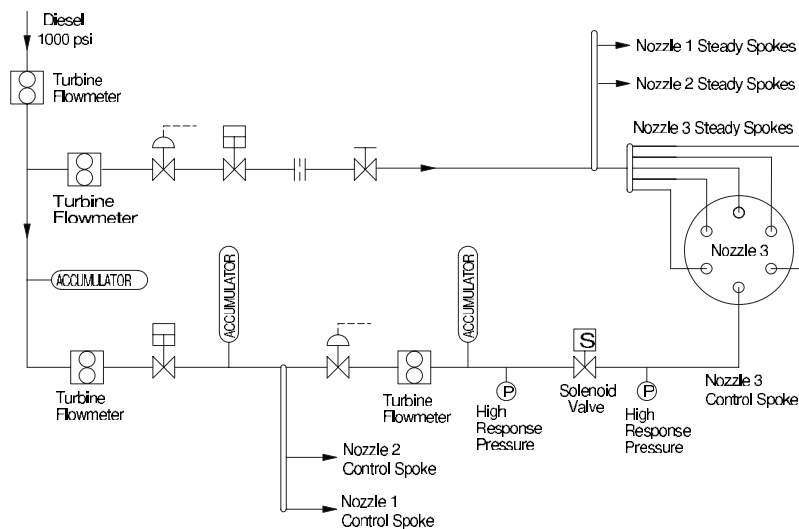 Diesel
1000 psi
Turbine
Flowmeter
Nozzle 1 Steady Spokes
Nozzle 2 Steady Spokes
Nozzle 3 Steady Spokes
Turbine
Flowmeter
Nozzle 3
ACCUMULATOR
ACCUMULATOR
ACCUMULATOR
S
Turbine
Flowmeter
Turbine
Flowmeter
P
High
Response
Pressure
Solenoid
Valve
P
High
Response
Pressure
Nozzle 3
Control Spoke
Nozzle 2
Control Spoke
Nozzle 1
Control Spoke